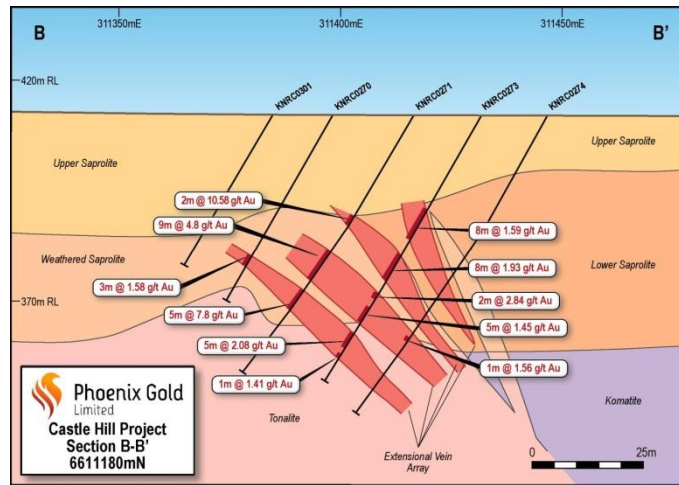 B
311350mE
311400mE
311450mE
B'
420m RL
KNRC0301
KNRC0270
KNRC0271
KNRC0273
KNRC0274
Upper Saprolite
Upper Saprolite
2m @ 10.58 g/t Au
9m @ 4.8 g/t Au
8m @ 1.59 g/t Au
Weathered Saprolite
8m @ 1.93 g/t Au
Lower Saprolite
3m @ 1.58 g/t Au
370m RL
2m @ 2.84 g/t Au
5m @ 7.8 g/t Au
5m @ 1.45 g/t Au
5m @ 2.08 g/t Au
1m @ 1.56 g/t Au
1m @ 1.41 g/t Au
Phoenix Gold
Limited
Castle Hill Project
Section B-B'
6611180mN
Tonalite
Komatite
Extensional Vein
Array
0
25m